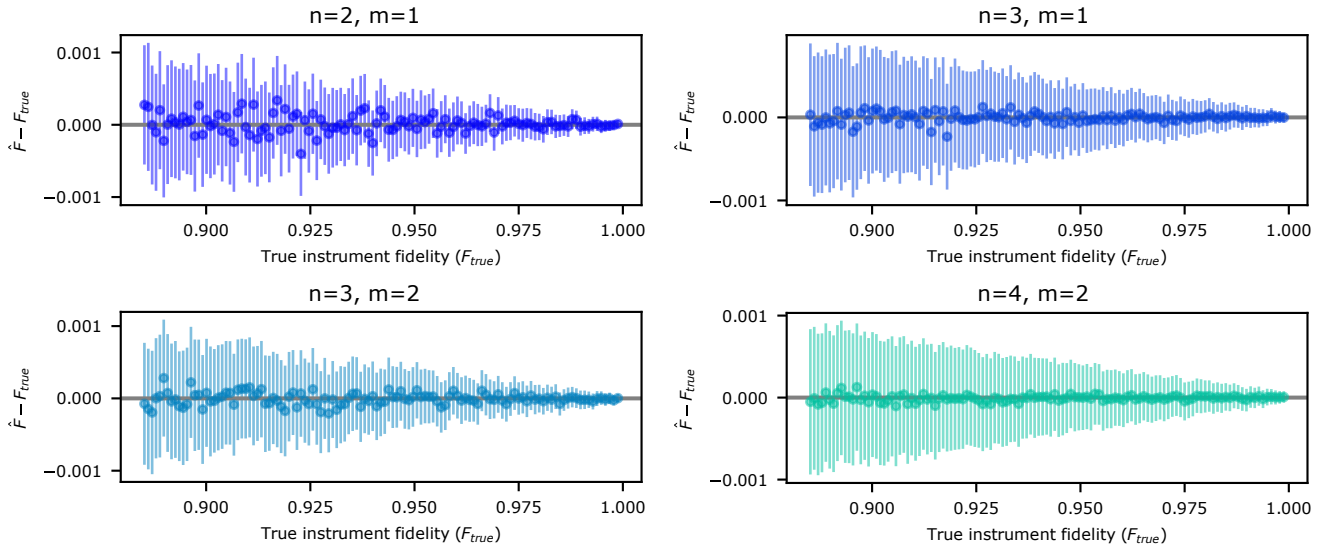 n=2, m=1
0.001
0.000
−0.001
F̂ − F_true
0.900 0.925 0.950 0.975 1.000
True instrument fidelity (F_true)
n=3, m=1
0.001
0.000
−0.001
F̂ − F_true
0.900 0.925 0.950 0.975 1.000
True instrument fidelity (F_true)
n=3, m=2
0.001
0.000
−0.001
F̂ − F_true
0.900 0.925 0.950 0.975 1.000
True instrument fidelity (F_true)
n=4, m=2
0.001
0.000
−0.001
F̂ − F_true
0.900 0.925 0.950 0.975 1.000
True instrument fidelity (F_true)